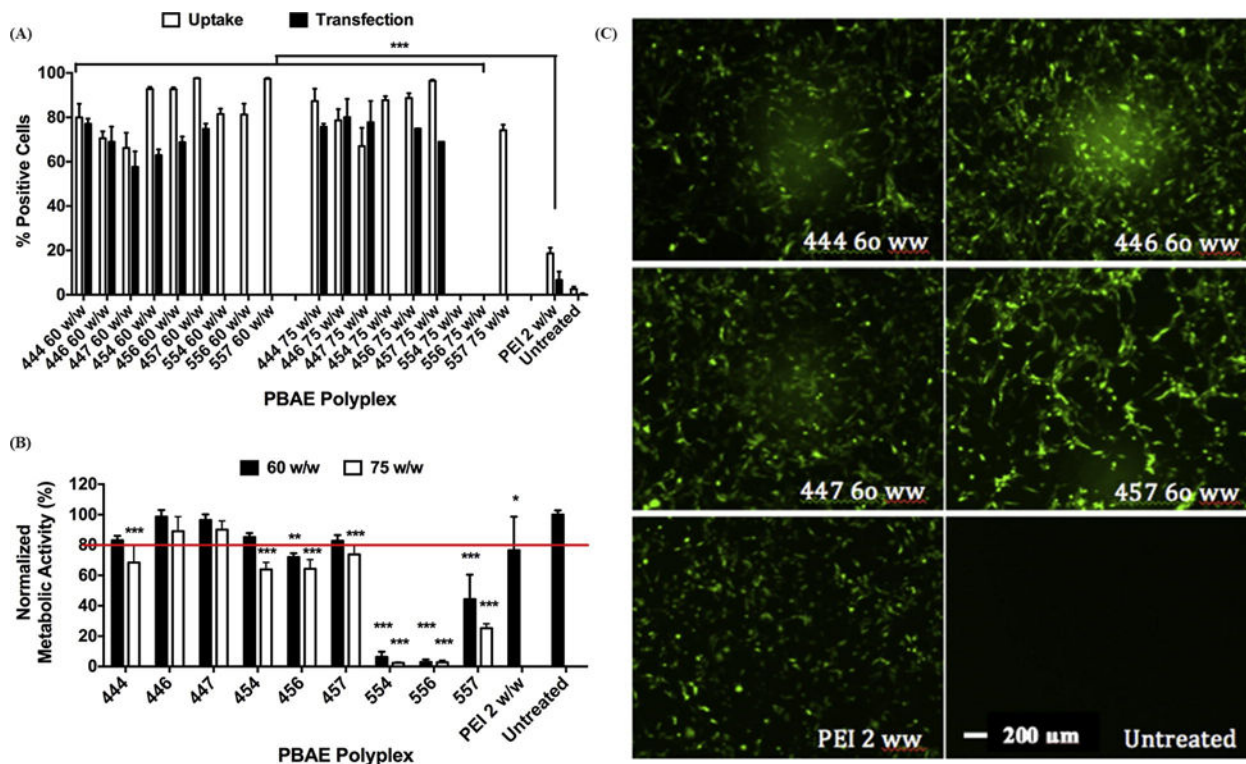 (A)
Uptake Transfection
***
% Positive Cells
100
80
60
40
20
0
444 60 w/w
446 60 w/w
447 60 w/w
454 60 w/w
456 60 w/w
457 60 w/w
554 60 w/w
556 60 w/w
557 60 w/w
444 75 w/w
446 75 w/w
447 75 w/w
454 75 w/w
456 75 w/w
457 75 w/w
554 75 w/w
556 75 w/w
557 75 w/w
PEI 2 w/w
Untreated
PBAE Polyplex
(B)
60 w/w 75 w/w
Normalized
Metabolic Activity (%)
120
100
80
60
40
20
0
***
***
**
***
***
***
***
***
***
***
***
*
444
446
447
454
456
457
554
556
557
PEI 2 w/w
Untreated
PBAE Polyplex
(C)
444 6o ww
446 6o ww
447 6o ww
457 6o ww
PEI 2 ww
200 um
Untreated